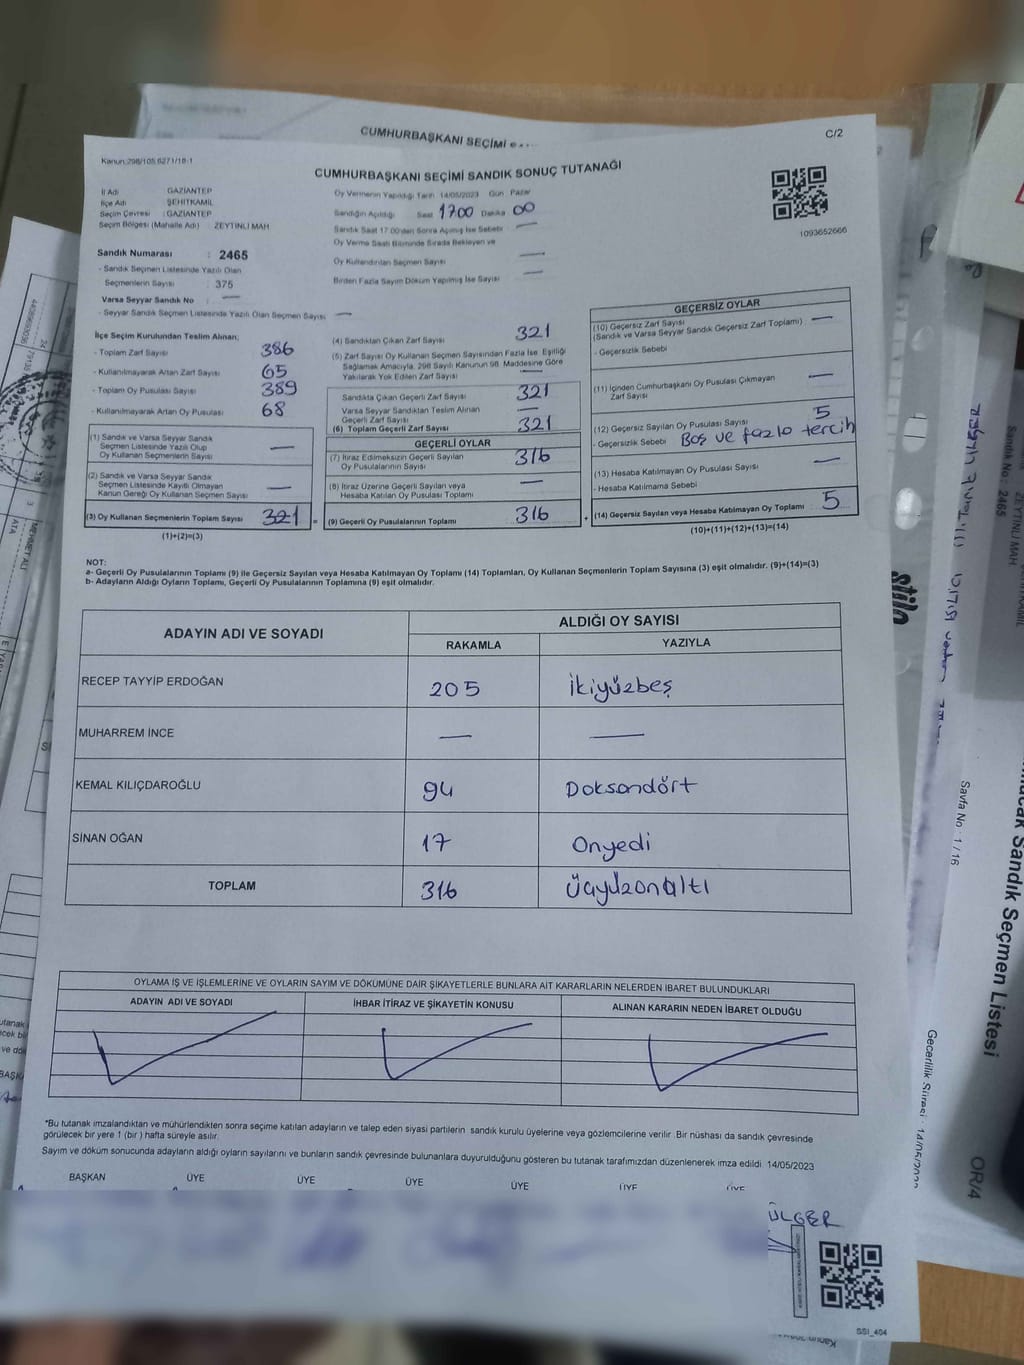 CUMHURBAŞKANI SEÇİMİ
C/2
Kanun:298/105,6271/18-1
CUMHURBAŞKANI SEÇİMİ SANDIK SONUÇ TUTANAĞI
İl Adı GAZİANTEP
İlçe Adı ŞEHİTKAMİL
Seçim Çevresi : GAZİANTEP
Seçim Bölgesi (Mahalle Adı) ZEYTİNLİ MAH
Oy Vermenin Yapıldığı Tarih 14/05/2023 Gün Pazar
Sandığın Açıldığı Saat 1700 Dakika 00
Sandık Saat 17:00'den Sonra Açılmış İse Sebebi —
Oy Verme Saati Bitiminde Sırada Bekleyen ve
Oy Kullandırılan Seçmen Sayısı —
Birden Fazla Sayım Döküm Yapılmış İse Sayısı —
1093652666
Sandık Numarası : 2465
- Sandık Seçmen Listesinde Yazılı Olan
Seçmenlerin Sayısı : 375
Varsa Seyyar Sandık No : —
- Seyyar Sandık Seçmen Listesinde Yazılı Olan Seçmen Sayısı —
İlçe Seçim Kurulundan Teslim Alınan;
- Toplam Zarf Sayısı 386
- Kullanılmayarak Artan Zarf Sayısı 65
- Toplam Oy Pusulası Sayısı 389
- Kullanılmayarak Artan Oy Pusulası 68
(1) Sandık ve Varsa Seyyar Sandık
Seçmen Listesinde Yazılı Olup
Oy Kullanan Seçmenlerin Sayısı —
(2) Sandık ve Varsa Seyyar Sandık
Seçmen Listesinde Kayıtlı Olmayan
Kanun Gereği Oy Kullanan Seçmen Sayısı —
(3) Oy Kullanan Seçmenlerin Toplam Sayısı 321 =
(1)+(2)=(3)
(4) Sandıktan Çıkan Zarf Sayısı 321
(5) Zarf Sayısı Oy Kullanan Seçmen Sayısından Fazla İse, Eşitliği
Sağlamak Amacıyla, 298 Sayılı Kanunun 98. Maddesine Göre
Yakılarak Yok Edilen Zarf Sayısı —
Sandıkta Çıkan Geçerli Zarf Sayısı 321
Varsa Seyyar Sandıktan Teslim Alınan
Geçerli Zarf Sayısı —
(6) Toplam Geçerli Zarf Sayısı 321
GEÇERLİ OYLAR
(7) İtiraz Edilmeksizin Geçerli Sayılan
Oy Pusulalarının Sayısı 316
(8) İtiraz Üzerine Geçerli Sayılan veya
Hesaba Katılan Oy Pusulası Toplamı —
(9) Geçerli Oy Pusulalarının Toplamı 316 +
GEÇERSİZ OYLAR
(10) Geçersiz Zarf Sayısı
(Sandık ve Varsa Seyyar Sandık Geçersiz Zarf Toplamı) —
- Geçersizlik Sebebi
(11) İçinden Cumhurbaşkanı Oy Pusulası Çıkmayan
Zarf Sayısı —
(12) Geçersiz Sayılan Oy Pusulası Sayısı 5
- Geçersizlik Sebebi Boş ve fazla tercih
(13) Hesaba Katılmayan Oy Pusulası Sayısı —
- Hesaba Katılmama Sebebi
(14) Geçersiz Sayılan veya Hesaba Katılmayan Oy Toplamı 5
(10)+(11)+(12)+(13)=(14)
NOT:
a- Geçerli Oy Pusulalarının Toplamı (9) ile Geçersiz Sayılan veya Hesaba Katılmayan Oy Toplamı (14) Toplamları, Oy Kullanan Seçmenlerin Toplam Sayısına (3) eşit olmalıdır. (9)+(14)=(3)
b- Adayların Aldığı Oyların Toplamı, Geçerli Oy Pusulalarının Toplamına (9) eşit olmalıdır.
ADAYIN ADI VE SOYADI
ALDIĞI OY SAYISI
RAKAMLA YAZIYLA
RECEP TAYYİP ERDOĞAN 205 İkiyüzbeş
MUHARREM İNCE — —
KEMAL KILIÇDAROĞLU 94 Doksandört
SİNAN OĞAN 17 Onyedi
TOPLAM 316 Üçyüzonaltı
OYLAMA İŞ VE İŞLEMLERİNE VE OYLARIN SAYIM VE DÖKÜMÜNE DAİR ŞİKAYETLERLE BUNLARA AİT KARARLARIN NELERDEN İBARET BULUNDUKLARI
ADAYIN ADI VE SOYADI İHBAR İTİRAZ VE ŞİKAYETİN KONUSU ALINAN KARARIN NEDEN İBARET OLDUĞU
*Bu tutanak imzalandıktan ve mühürlendikten sonra seçime katılan adayların ve talep eden siyasi partilerin sandık kurulu üyelerine veya gözlemcilerine verilir. Bir nüshası da sandık çevresinde
görülecek bir yere 1 (bir) hafta süreyle asılır.
Sayım ve döküm sonucunda adayların aldığı oyların sayılarını ve bunların sandık çevresinde bulunanlara duyurulduğunu gösteren bu tutanak tarafımızdan düzenlenerek imza edildi. 14/05/2023
BAŞKAN ÜYE ÜYE ÜYE ÜYE ÜYE ÜYE
ÜLGER
SSI_404
MEHMET ALİ
ATA
stilo
Sandık No : 2465
ZEYTİNLİ MAH
Sayfa No : 1 / 16
Sandık Seçmen Listesi
Geçerlilik Süresi : 14/05/
OR/4